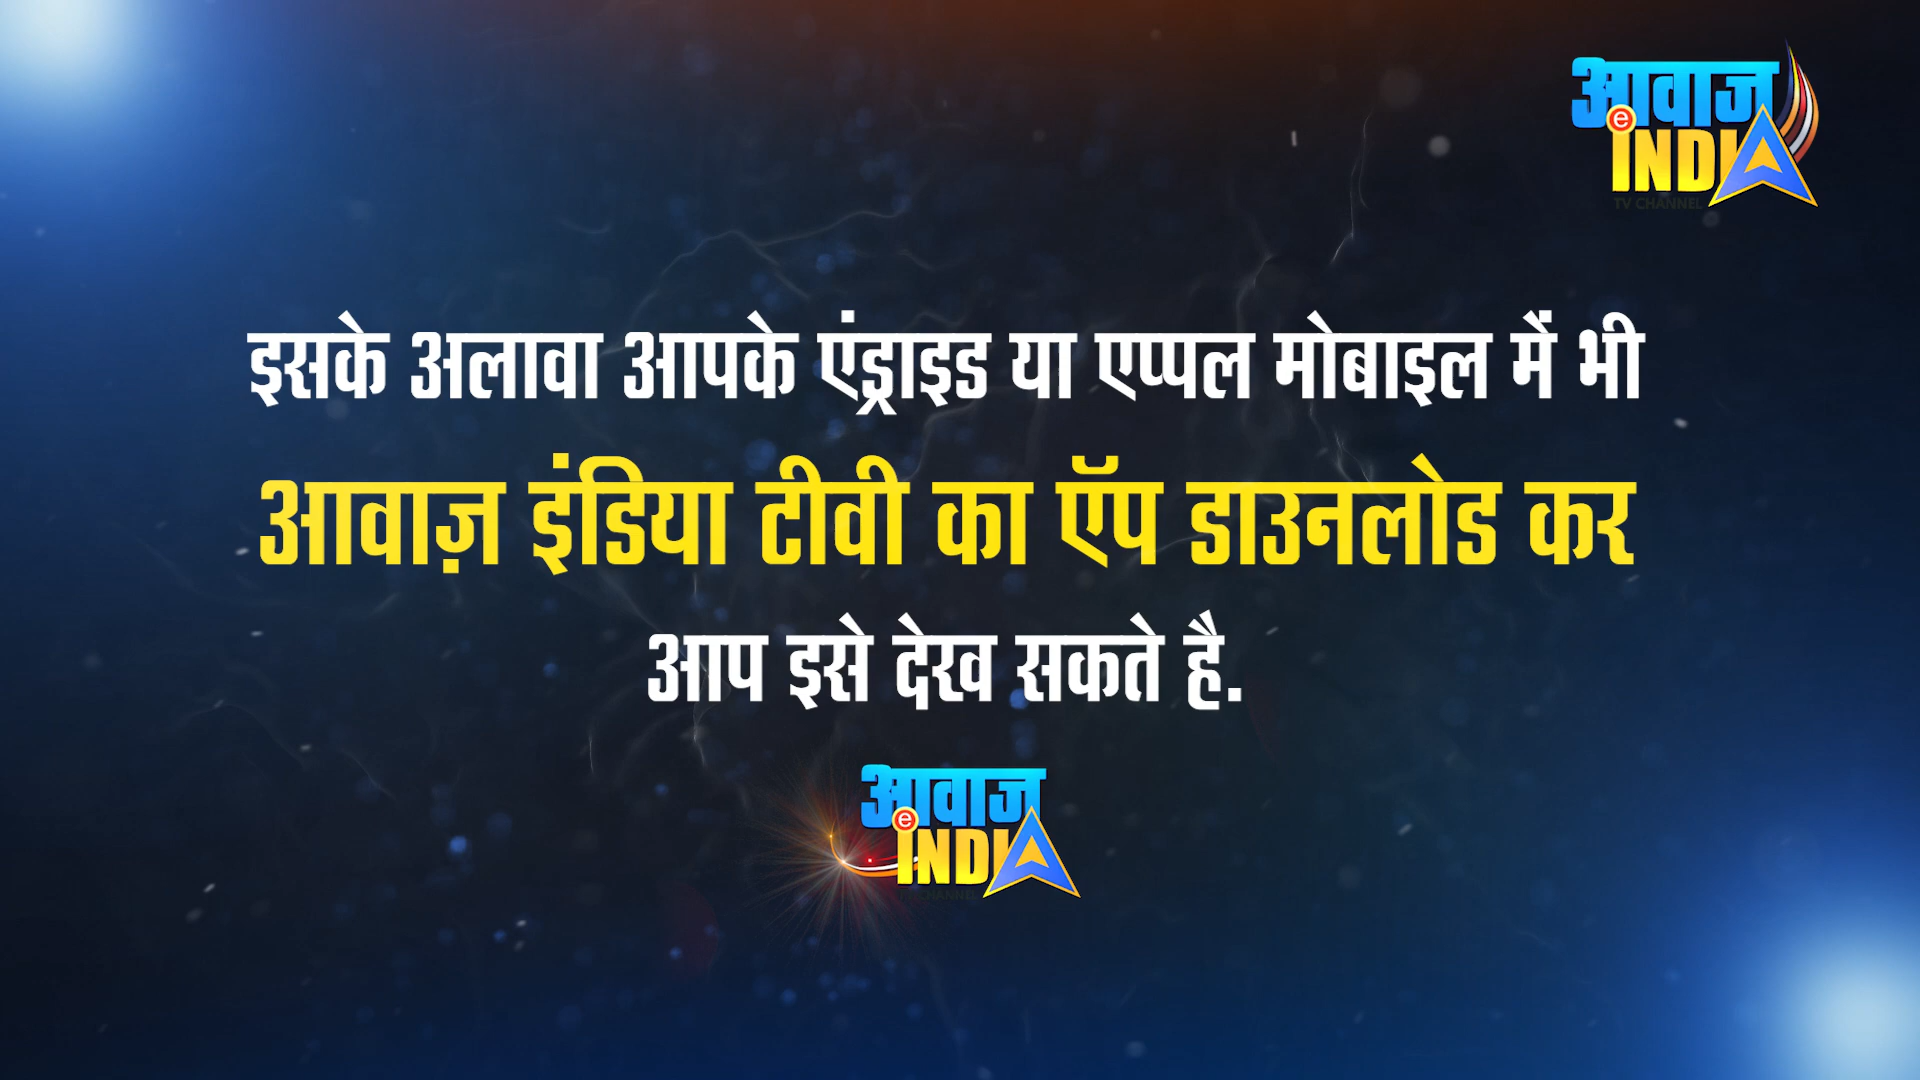 आवाज
e
INDIA
TV CHANNEL
इसके अलावा आपके एंड्राइड या एप्पल मोबाइल में भी
आवाज़ इंडिया टीवी का ऍप डाउनलोड कर
आप इसे देख सकते है.
आवाज
e
INDIA
CHANNEL